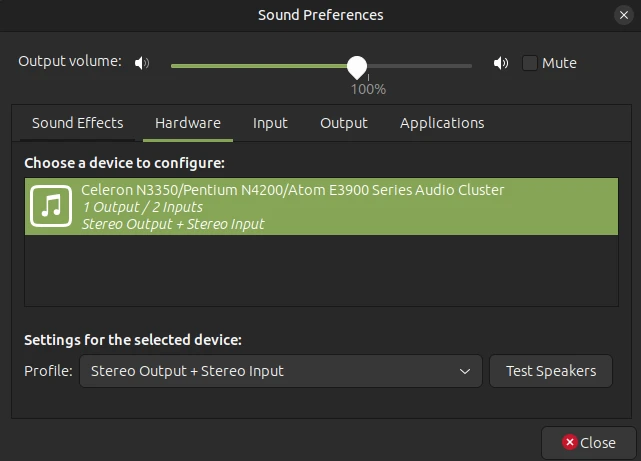 Sound Preferences
Output volume:
Mute
100%
Sound Effects Hardware Input Output Applications
Choose a device to configure:
Celeron N3350/Pentium N4200/Atom E3900 Series Audio Cluster
1 Output / 2 Inputs
Stereo Output + Stereo Input
Settings for the selected device:
Profile: Stereo Output + Stereo Input Test Speakers
Close